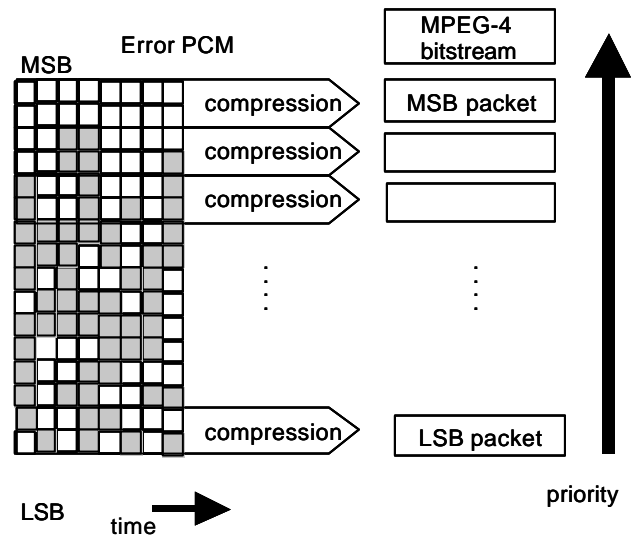 MPEG-4
bitstream
Error PCM
MSB
compression
MSB packet
compression
compression
compression
LSB packet
LSB
time
priority